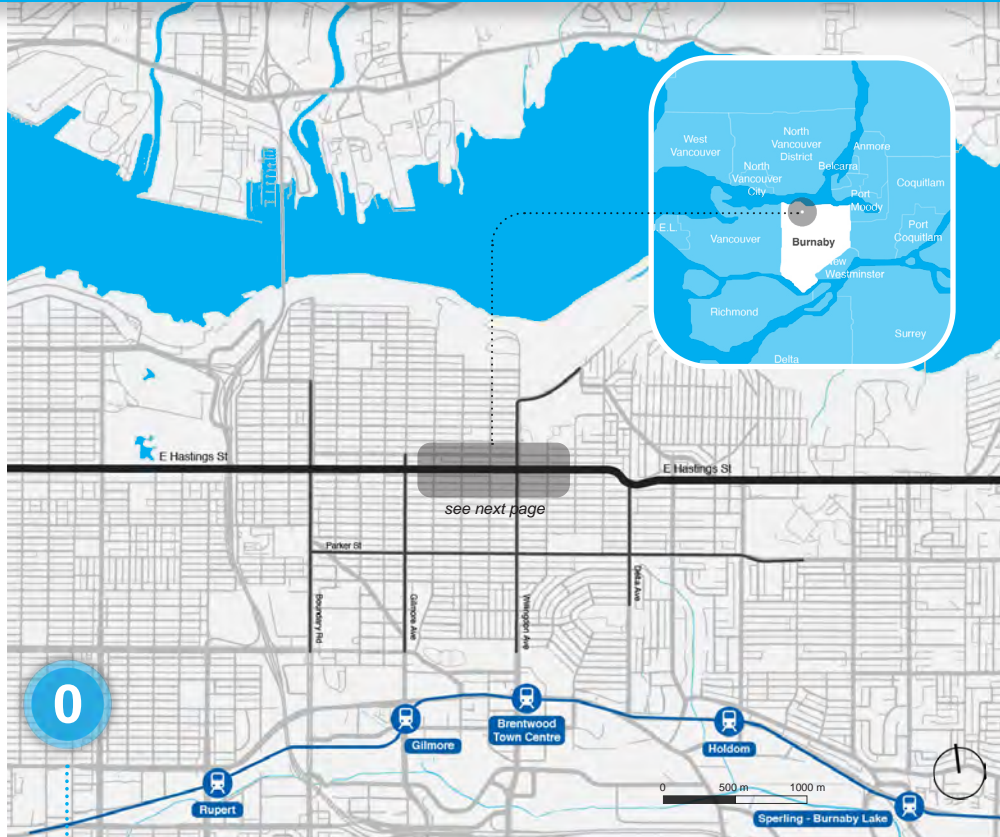 West
Vancouver
North
Vancouver
District
Anmore
North
Vancouver
City
Belcarra
Coquitlam
Port
Moody
.E.L.
Vancouver
Burnaby
Port
Coquitlam
New
Westminster
Richmond
Surrey
Delta
E Hastings St
E Hastings St
see next page
Parker St
Boundary Rd
Gilmore Ave
Willingdon Ave
Delta Ave
0
Brentwood
Town Centre
Gilmore
Holdom
Rupert
0 500 m 1000 m
Sperling - Burnaby Lake